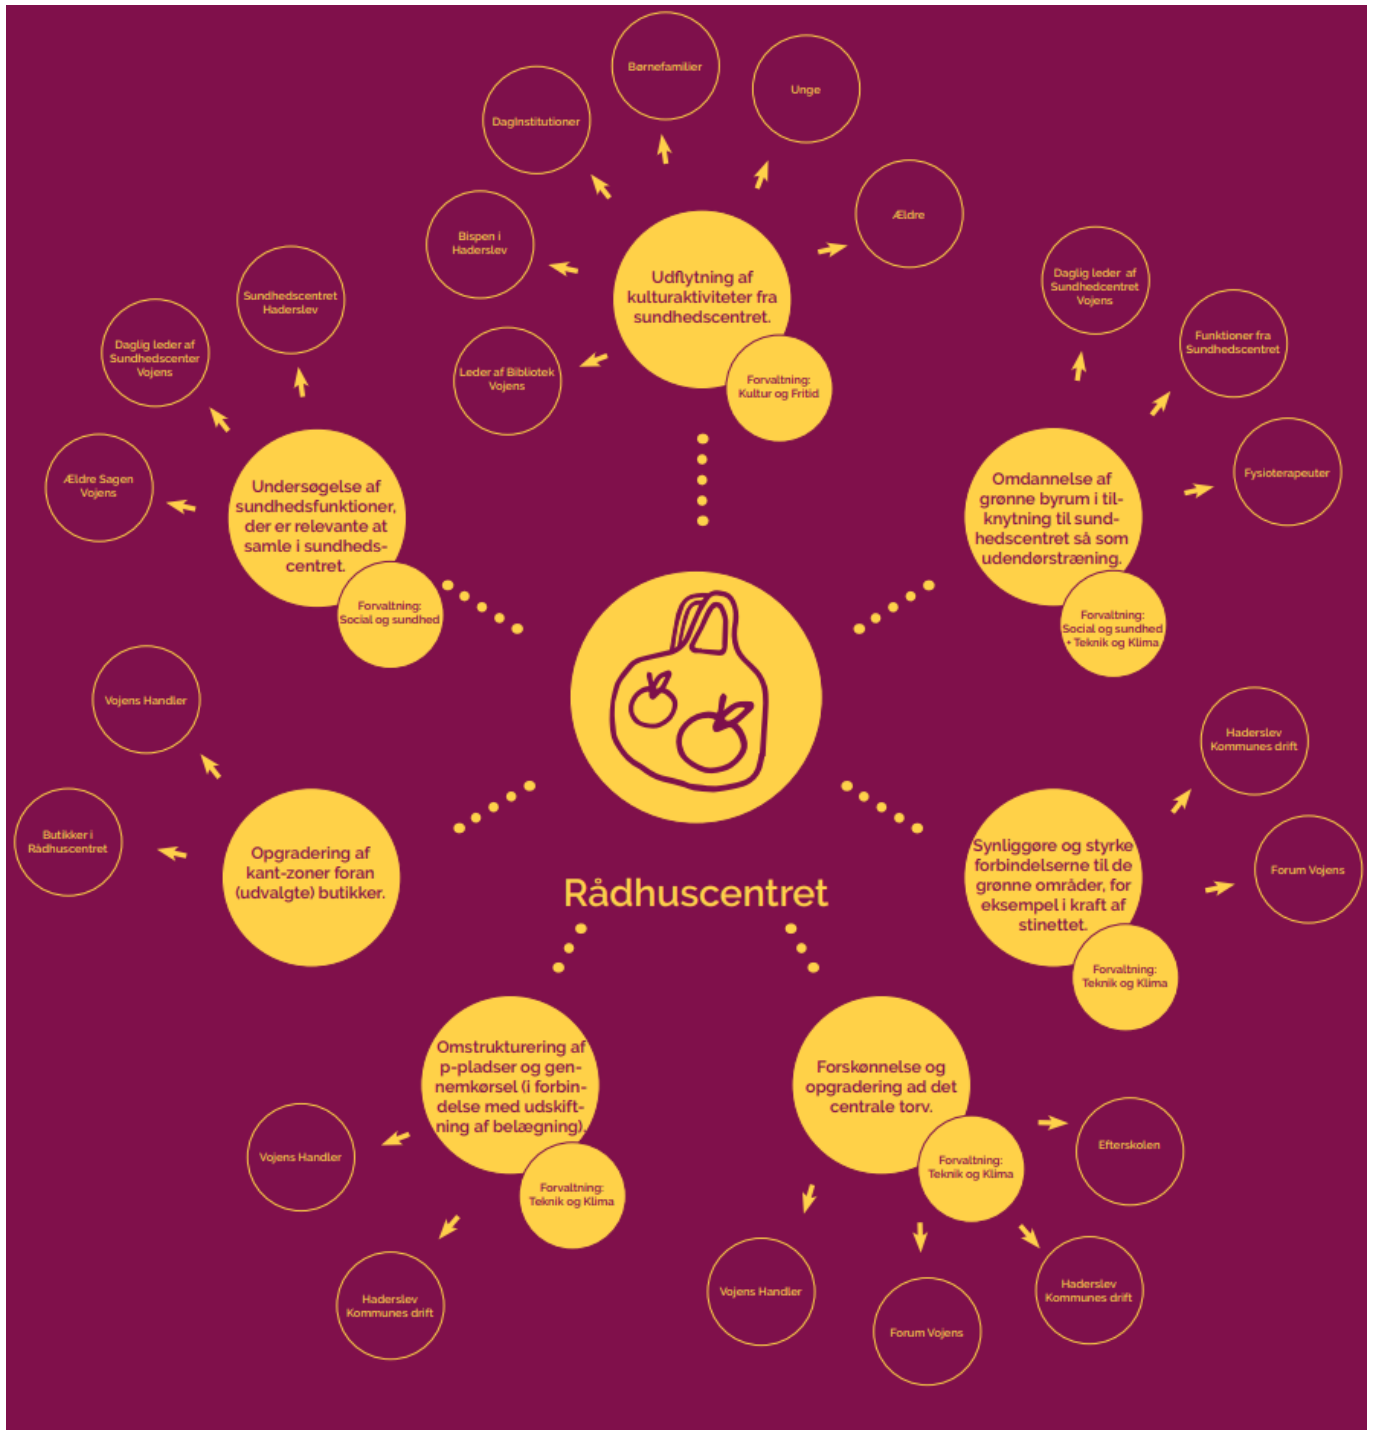 Børnefamilier
Unge
DagInstitutioner
Ældre
Bispen i
Haderslev
Udflytning af
kulturaktiviteter fra
sundhedscentret.
Forvaltning:
Kultur og Fritid
Leder af Bibliotek
Vojens
Daglig leder af
Sundhedcentret
Vojens
Funktioner fra
Sundhedscentret
Fysioterapeuter
Omdannelse af
grønne byrum i til-
knytning til sund-
hedscentret så som
udendørstræning.
Forvaltning:
Social og sundhed
+ Teknik og Klima
Sundhedscentret
Haderslev
Daglig leder af
Sundhedscenter
Vojens
Ældre Sagen
Vojens
Undersøgelse af
sundhedsfunktioner,
der er relevante at
samle i sundheds-
centret.
Forvaltning:
Social og sundhed
Vojens Handler
Butikker i
Rådhuscentret
Opgradering af
kant-zoner foran
(udvalgte) butikker.
Rådhuscentret
Haderslev
Kommunes drift
Forum Vojens
Synliggøre og styrke
forbindelserne til de
grønne områder, for
eksempel i kraft af
stinettet.
Forvaltning:
Teknik og Klima
Omstrukturering af
p-pladser og gen-
nemkørsel (i forbin-
delse med udskift-
ning af belægning).
Forvaltning:
Teknik og Klima
Vojens Handler
Haderslev
Kommunes drift
Forskønnelse og
opgradering ad det
centrale torv.
Forvaltning:
Teknik og Klima
Efterskolen
Vojens Handler
Forum Vojens
Haderslev
Kommunes drift